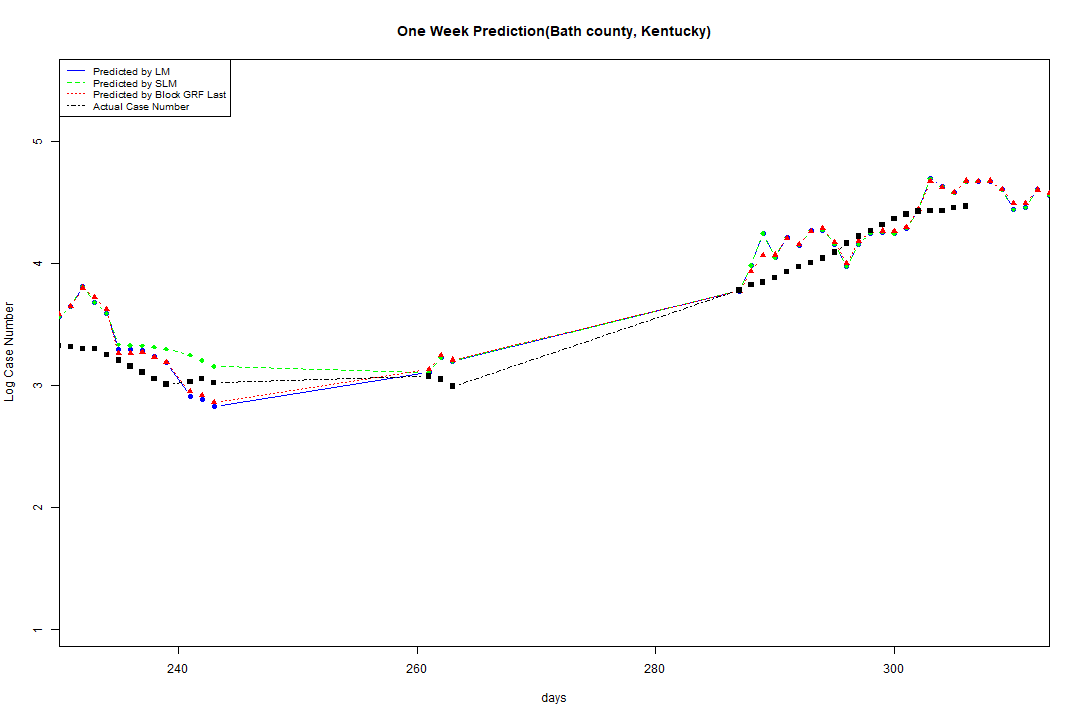 One Week Prediction(Bath county, Kentucky)
Predicted by LM
Predicted by SLM
Predicted by Block GRF Last
Actual Case Number
5
4
3
2
1
Log Case Number
240 260 280 300
days